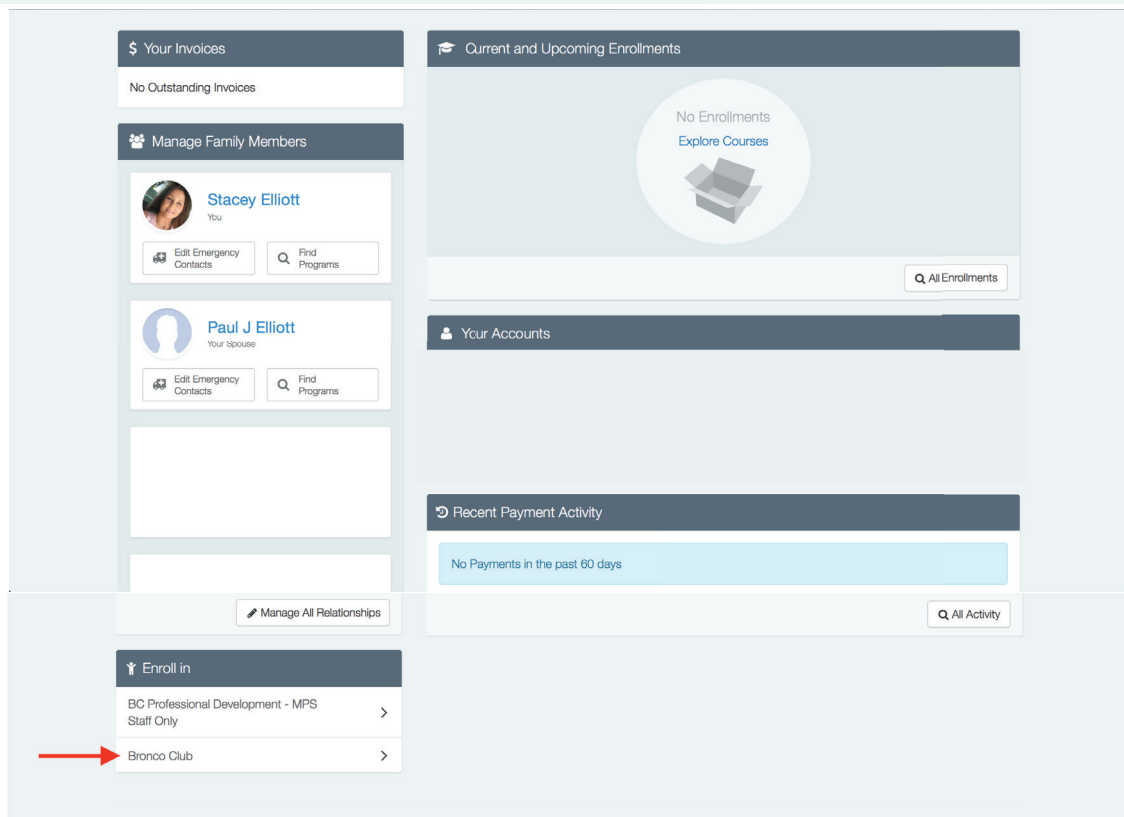 $ Your Invoices
No Outstanding Invoices
Manage Family Members
Stacey Elliott
You
Edit Emergency
Contacts
Find
Programs
Paul J Elliott
Your Spouse
Edit Emergency
Contacts
Find
Programs
Manage All Relationships
Enroll in
BC Professional Development - MPS
Staff Only
Bronco Club
Current and Upcoming Enrollments
No Enrollments
Explore Courses
All Enrollments
Your Accounts
Recent Payment Activity
No Payments in the past 60 days
All Activity